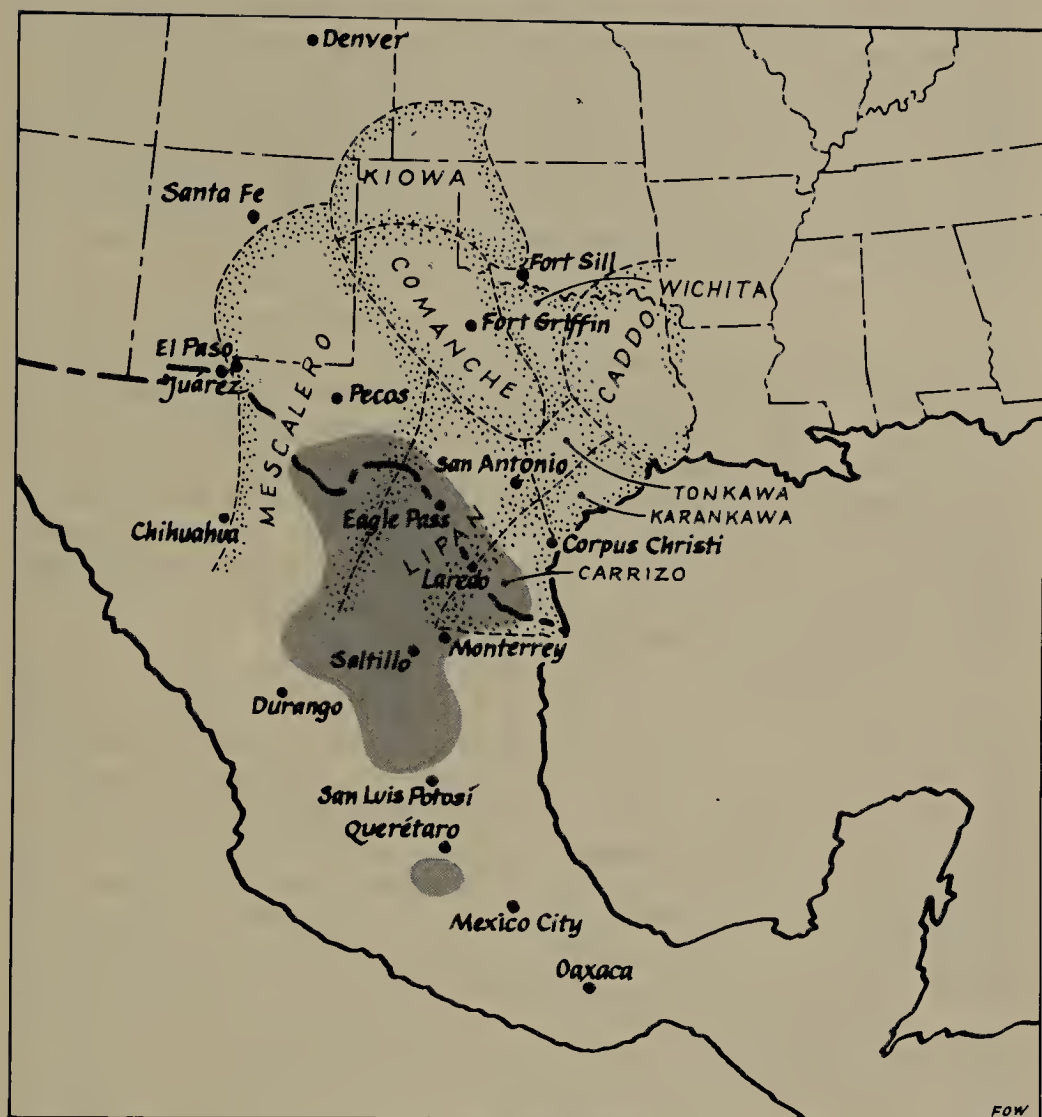 Denver
KIOWA
Santa Fe
Fort Sill
WICHITA
COMANCHE
Fort Griffin
CADDO
El Paso
Juárez
MESCALERO
Pecos
San Antonio
TONKAWA
KARANKAWA
Eagle Pass
Chihuahua
LIPAN
Corpus Christi
Laredo
CARRIZO
Monterrey
Saltillo
Durango
San Luis Potosí
Querétaro
Mexico City
Oaxaca
FOW